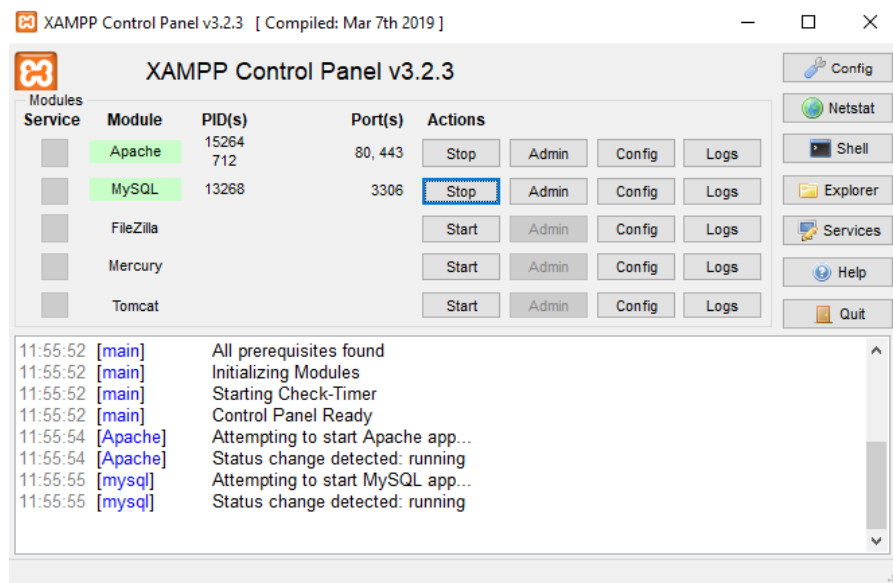 XAMPP Control Panel v3.2.3 [ Compiled: Mar 7th 2019 ]
XAMPP Control Panel v3.2.3
Config
Modules
Service Module PID(s) Port(s) Actions
Netstat
Apache 15264 712 80, 443 Stop Admin Config Logs
Shell
MySQL 13268 3306 Stop Admin Config Logs
Explorer
FileZilla Start Admin Config Logs
Services
Mercury Start Admin Config Logs
Help
Tomcat Start Admin Config Logs
Quit
11:55:52 [main] All prerequisites found
11:55:52 [main] Initializing Modules
11:55:52 [main] Starting Check-Timer
11:55:52 [main] Control Panel Ready
11:55:54 [Apache] Attempting to start Apache app...
11:55:54 [Apache] Status change detected: running
11:55:55 [mysql] Attempting to start MySQL app...
11:55:55 [mysql] Status change detected: running